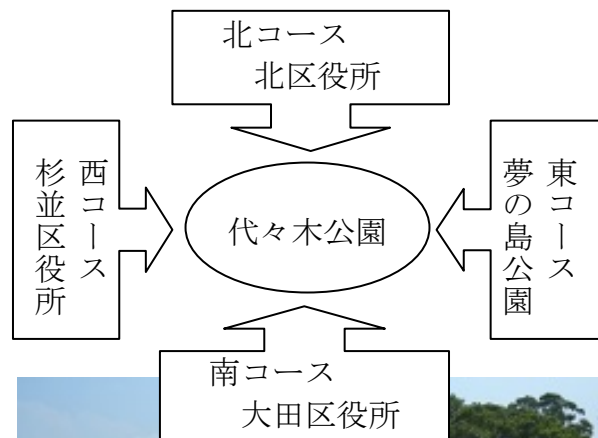 北コース
北区役所
西コース
杉並区役所
代々木公園
東コース
夢の島公園
南コース
大田区役所